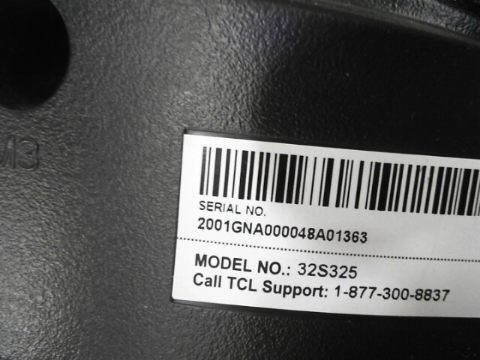 SERIAL NO.
2001GNA000048A01363
MODEL NO.: 32S325
Call TCL Support: 1-877-300-8837